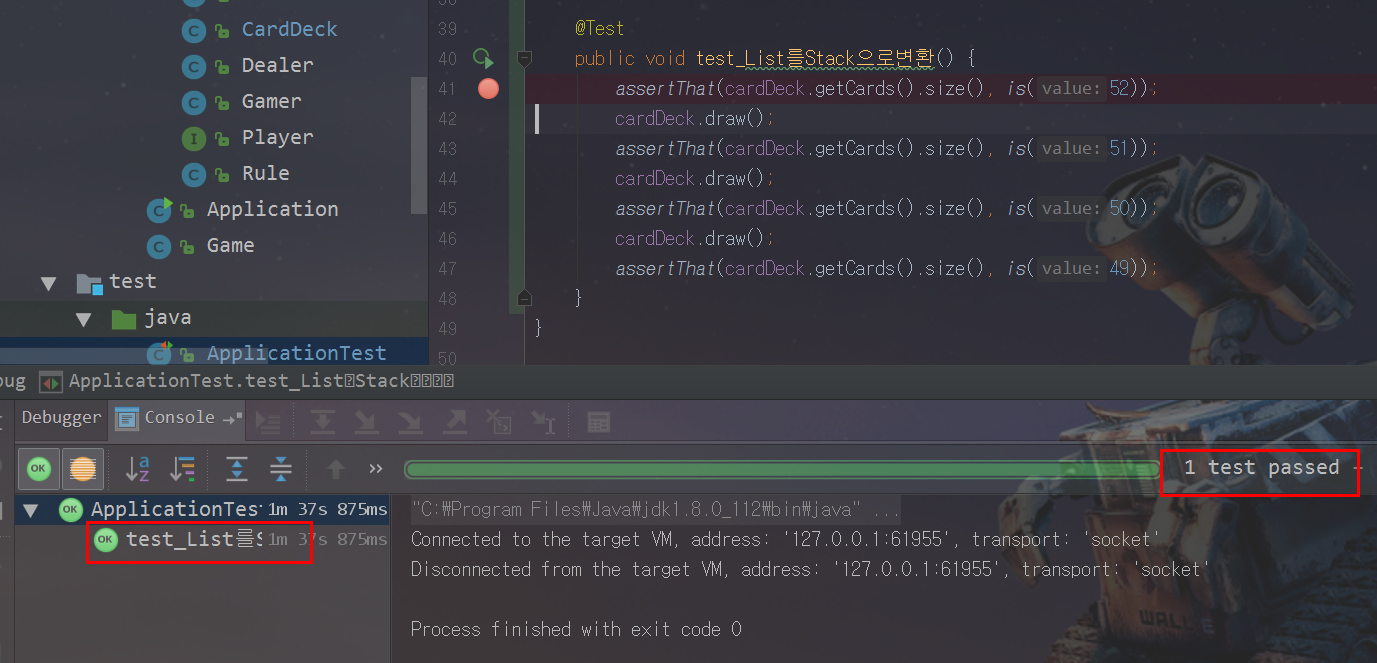 CardDeck
Dealer
Gamer
Player
Rule
Application
Game
test
java
ApplicationTest
39 @Test
40 public void test_List를Stack으로변환() {
41 assertThat(cardDeck.getCards().size(), is( value: 52));
42 cardDeck.draw();
43 assertThat(cardDeck.getCards().size(), is( value: 51));
44 cardDeck.draw();
45 assertThat(cardDeck.getCards().size(), is( value: 50));
46 cardDeck.draw();
47 assertThat(cardDeck.getCards().size(), is( value: 49));
48 }
49 }
50
bug ApplicationTest.test_List▯Stack▯▯▯▯
Debugger Console
OK 1 test passed
OK ApplicationTes 1m 37s 875ms
OK test_List를S 1m 37s 875ms
"C:\Program Files\Java\jdk1.8.0_112\bin\java" ...
Connected to the target VM, address: '127.0.0.1:61955', transport: 'socket'
Disconnected from the target VM, address: '127.0.0.1:61955', transport: 'socket'
Process finished with exit code 0
WALL·E